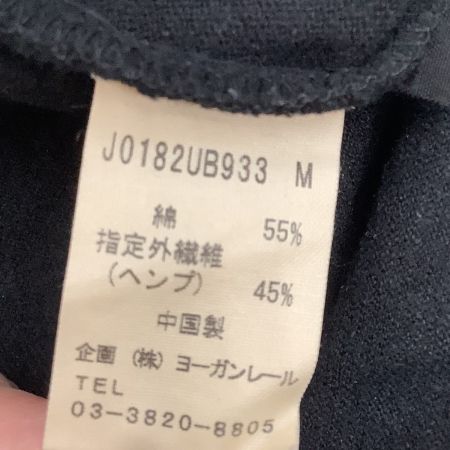 J0182UB933 M
綿 55%
指定外繊維
(ヘンプ) 45%
中国製
企画 (株) ヨーガンレール
TEL
03-3820-8805